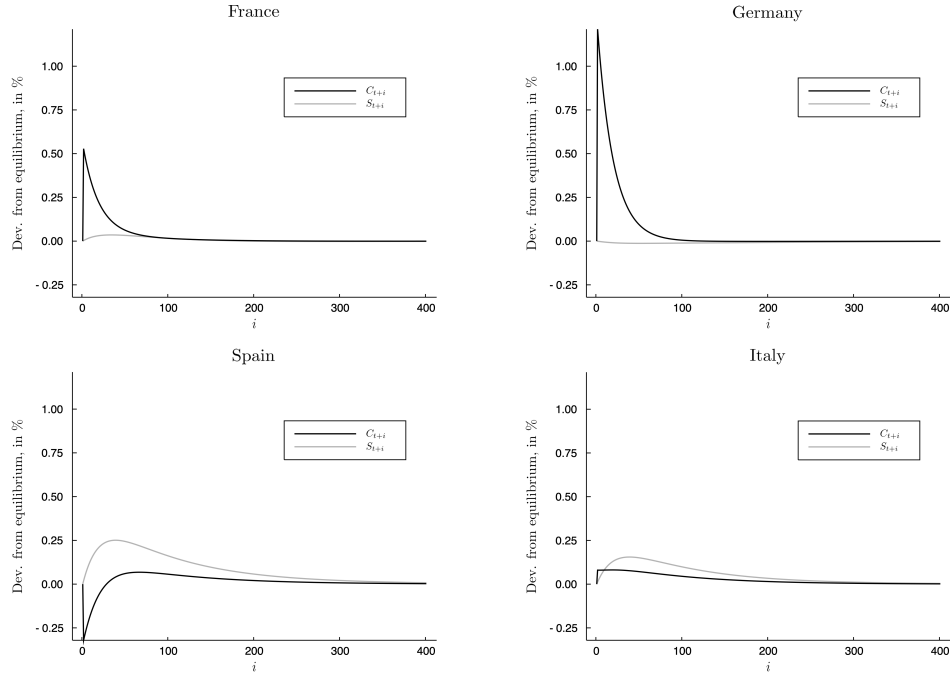 France
Dev. from equilibrium, in %
1.00
0.75
0.50
0.25
0.00
- 0.25
0 100 200 300 400
i
C_{t+i}
S_{t+i}
Germany
Dev. from equilibrium, in %
1.00
0.75
0.50
0.25
0.00
- 0.25
0 100 200 300 400
i
C_{t+i}
S_{t+i}
Spain
Dev. from equilibrium, in %
1.00
0.75
0.50
0.25
0.00
- 0.25
0 100 200 300 400
i
C_{t+i}
S_{t+i}
Italy
Dev. from equilibrium, in %
1.00
0.75
0.50
0.25
0.00
- 0.25
0 100 200 300 400
i
C_{t+i}
S_{t+i}